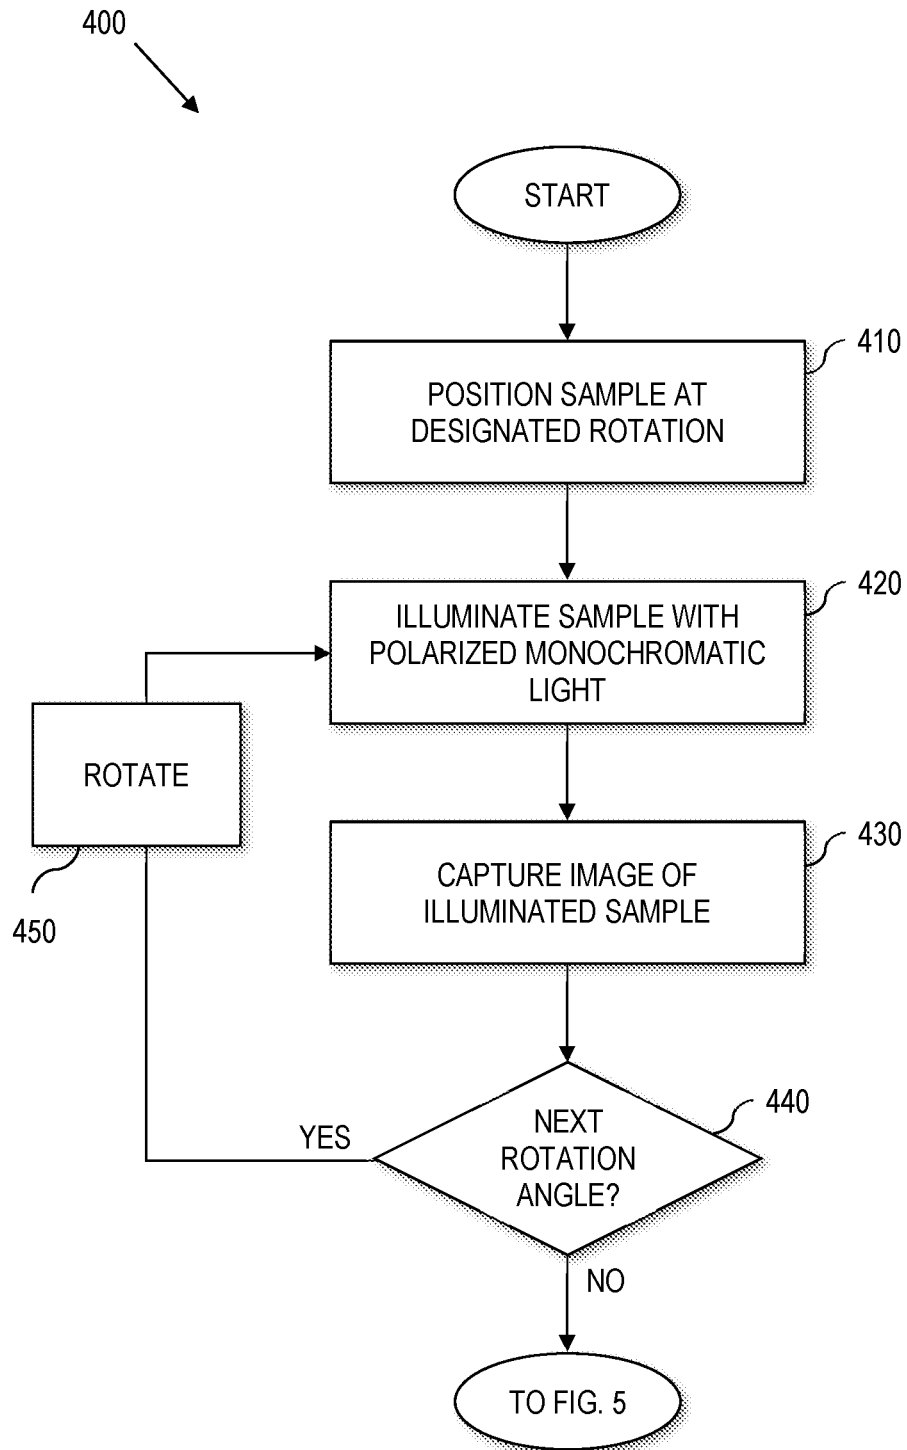 400
START
410
POSITION SAMPLE AT
DESIGNATED ROTATION
420
ILLUMINATE SAMPLE WITH
POLARIZED MONOCHROMATIC
LIGHT
ROTATE
450
430
CAPTURE IMAGE OF
ILLUMINATED SAMPLE
440
YES
NEXT
ROTATION
ANGLE?
NO
TO FIG. 5